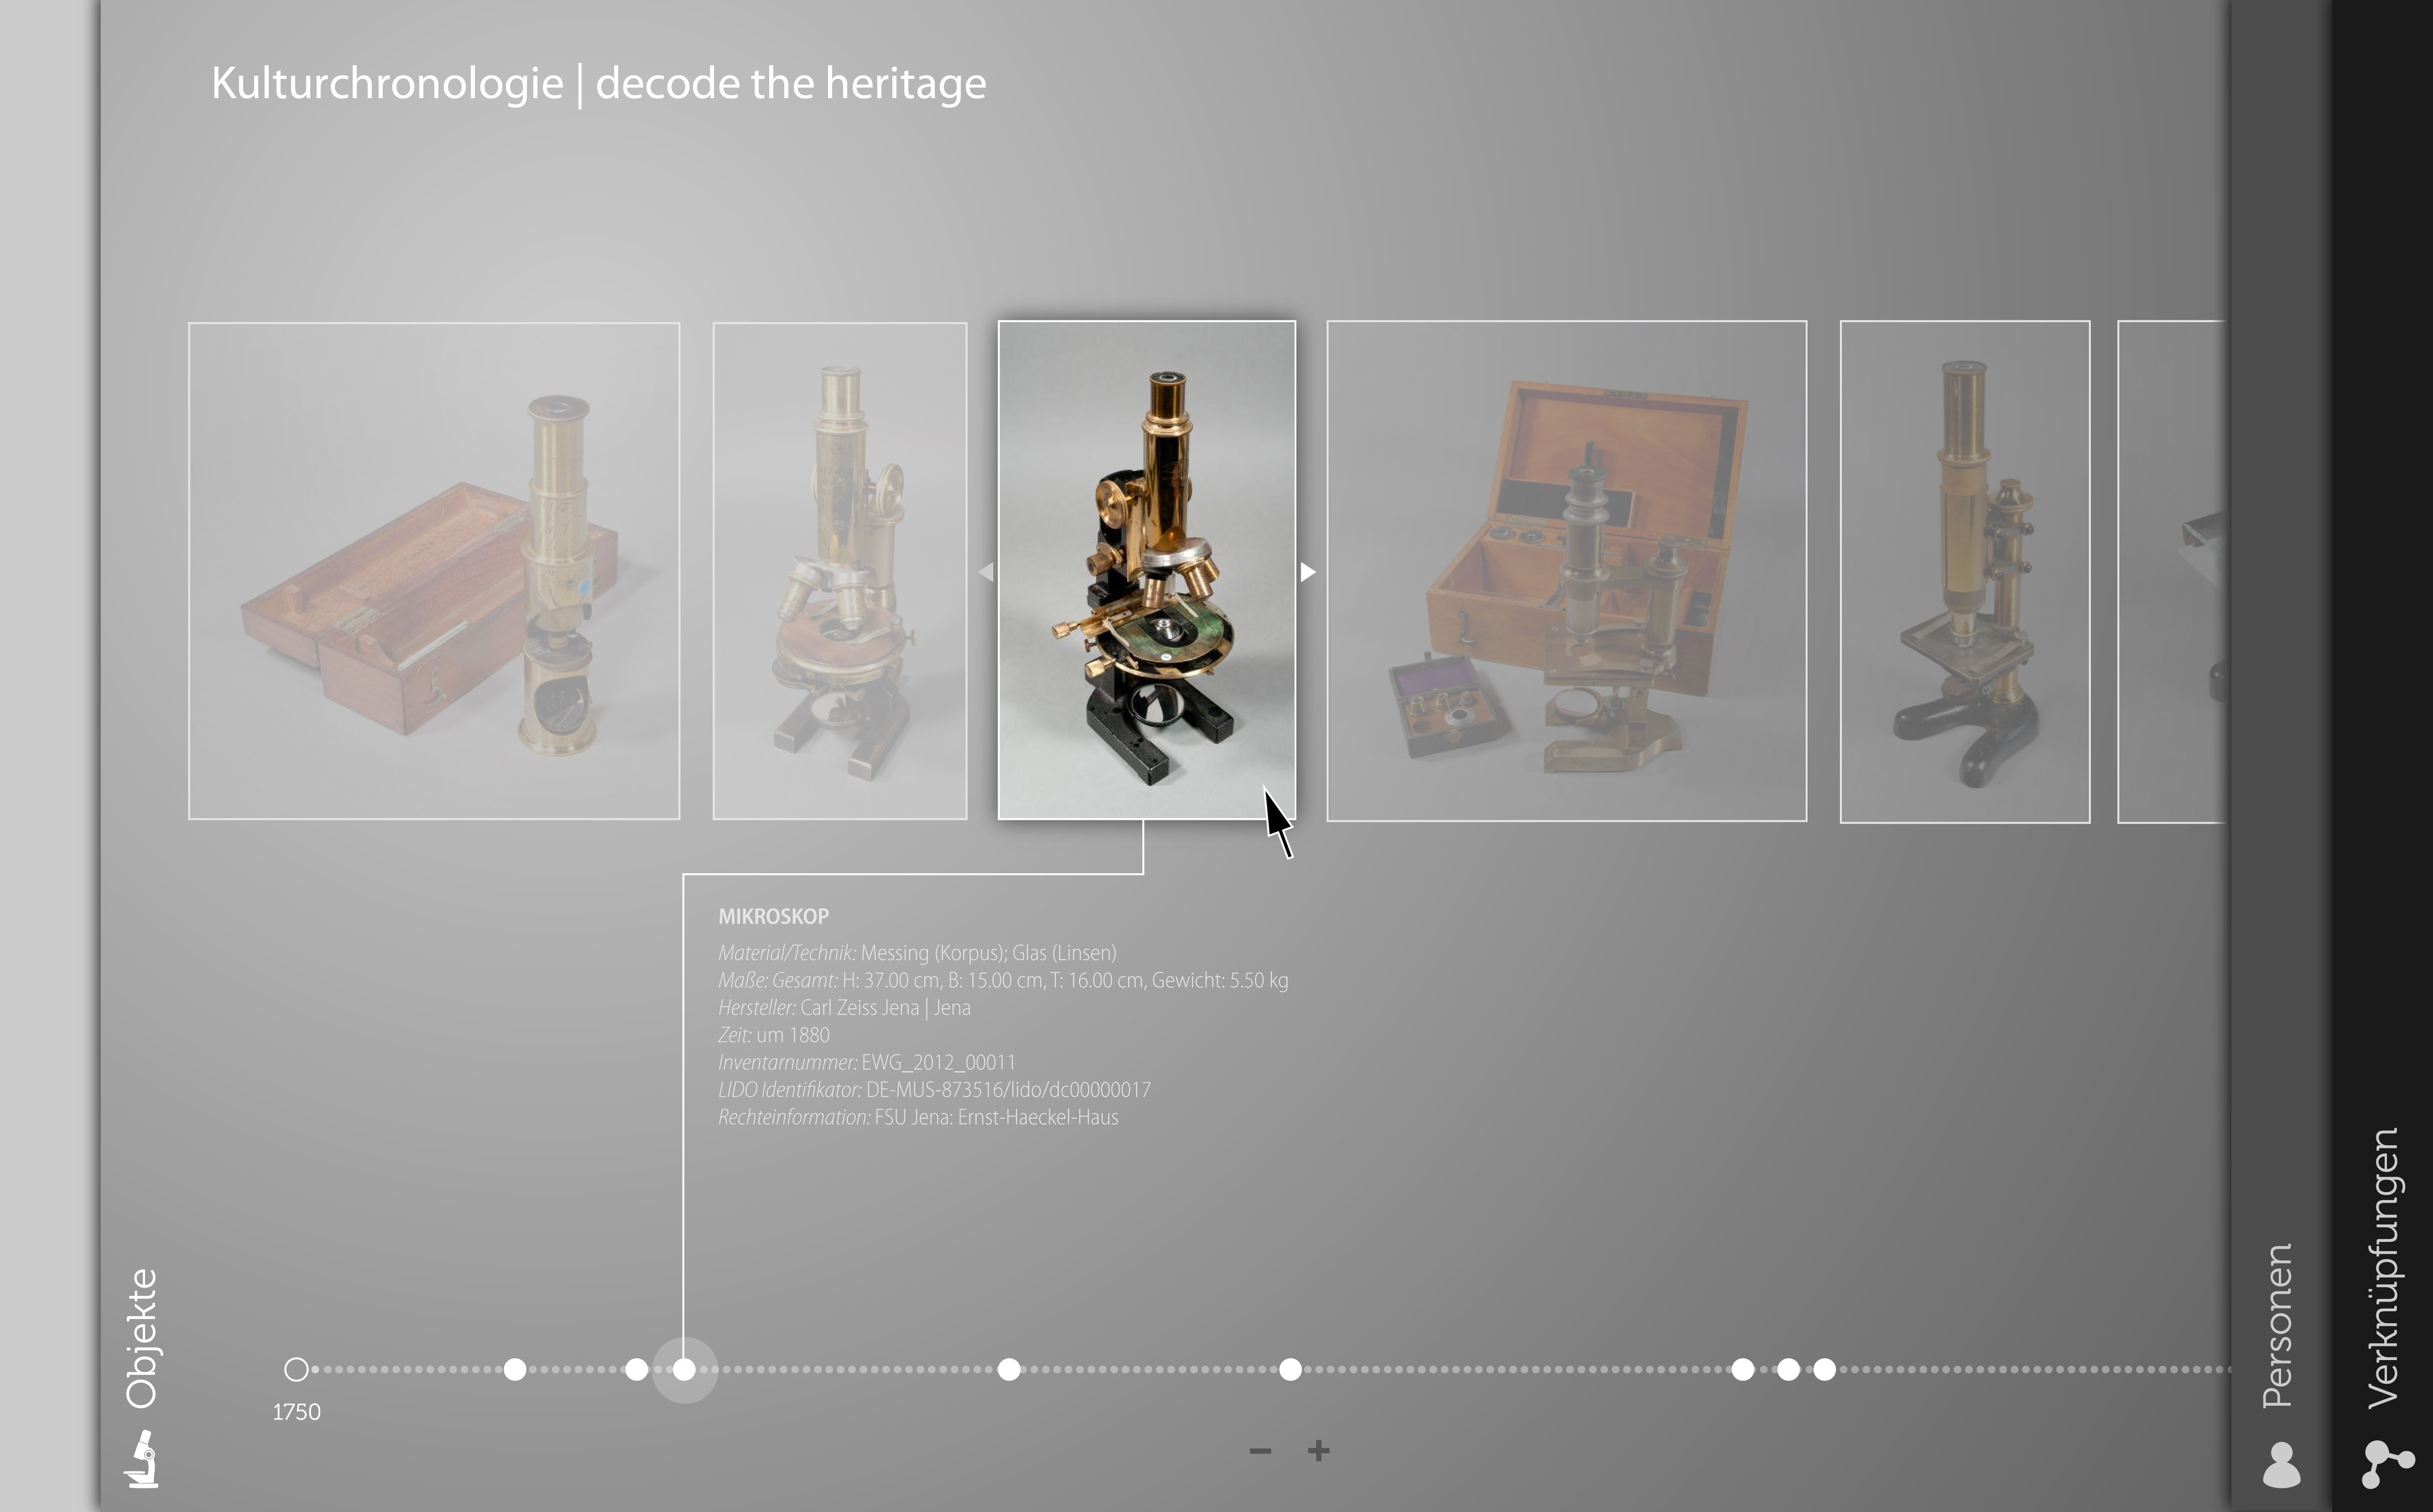 Kulturchronologie | decode the heritage
MIKROSKOP
Material/Technik: Messing (Korpus); Glas (Linsen)
Maße: Gesamt: H: 37.00 cm, B: 15.00 cm, T: 16.00 cm, Gewicht: 5.50 kg
Hersteller: Carl Zeiss Jena | Jena
Zeit: um 1880
Inventarnummer: EWG_2012_00011
LIDO Identifikator: DE-MUS-873516/lido/dc00000017
Rechteinformation: FSU Jena: Ernst-Haeckel-Haus
Objekte
1750
− +
Personen
Verknüpfungen